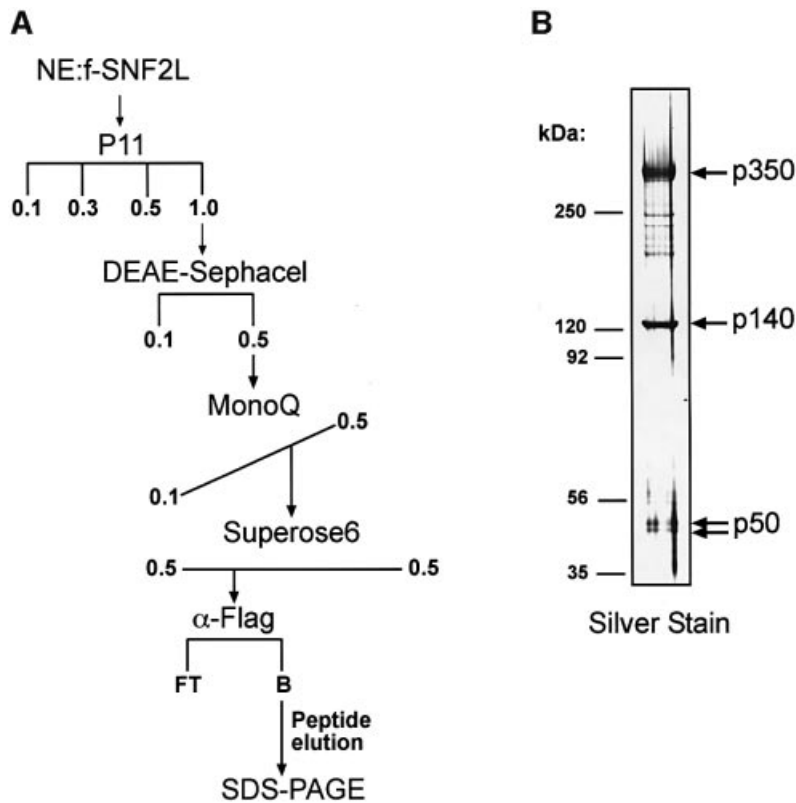 A
NE:f-SNF2L
P11
0.1 0.3 0.5 1.0
DEAE-Sephacel
0.1 0.5
MonoQ
0.5
0.1
Superose6
0.5 0.5
α-Flag
FT B
Peptide
elution
SDS-PAGE
B
kDa:
p350
250
p140
120
92
56
p50
35
Silver Stain